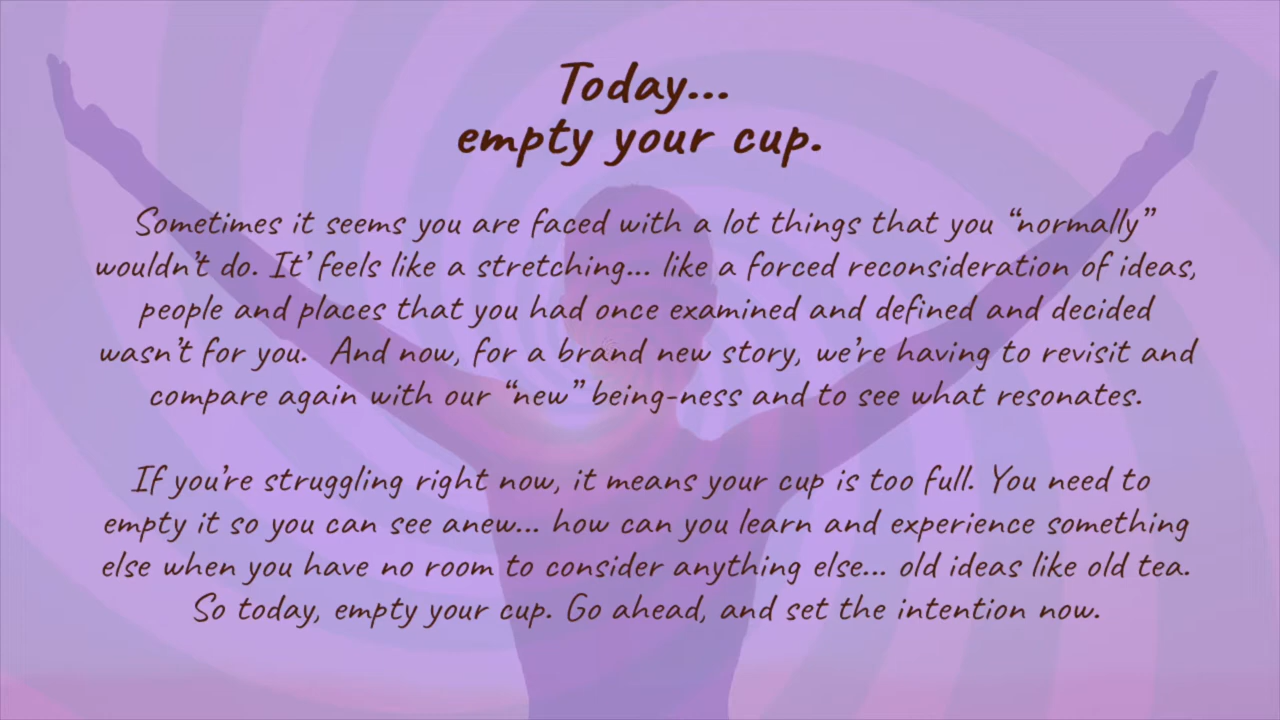 Today...
empty your cup.
Sometimes it seems you are faced with a lot things that you “normally”
wouldn’t do. It’ feels like a stretching... like a forced reconsideration of ideas,
people and places that you had once examined and defined and decided
wasn’t for you.  And now, for a brand new story, we’re having to revisit and
compare again with our “new” being-ness and to see what resonates.
If you’re struggling right now, it means your cup is too full. You need to
empty it so you can see anew... how can you learn and experience something
else when you have no room to consider anything else... old ideas like old tea.
So today, empty your cup. Go ahead, and set the intention now.